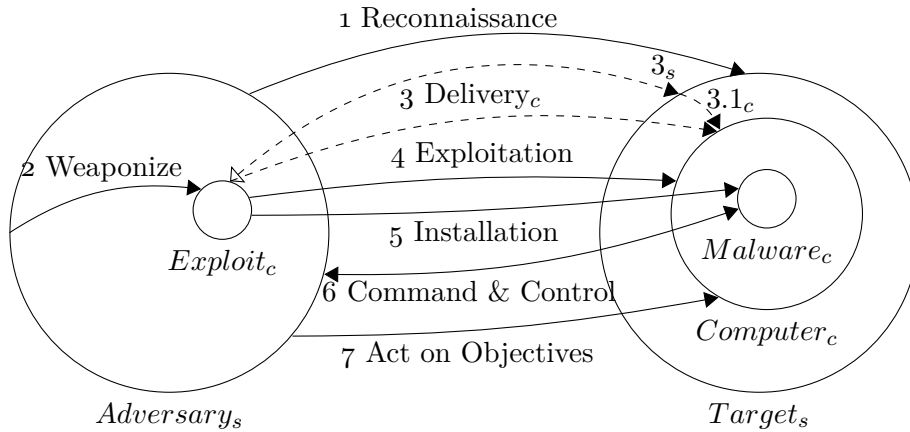 1 Reconnaissance
3s
3 Deliveryc
3.1c
2 Weaponize
4 Exploitation
Exploitc
5 Installation
Malwarec
6 Command & Control
Computerc
7 Act on Objectives
Adversarys
Targets